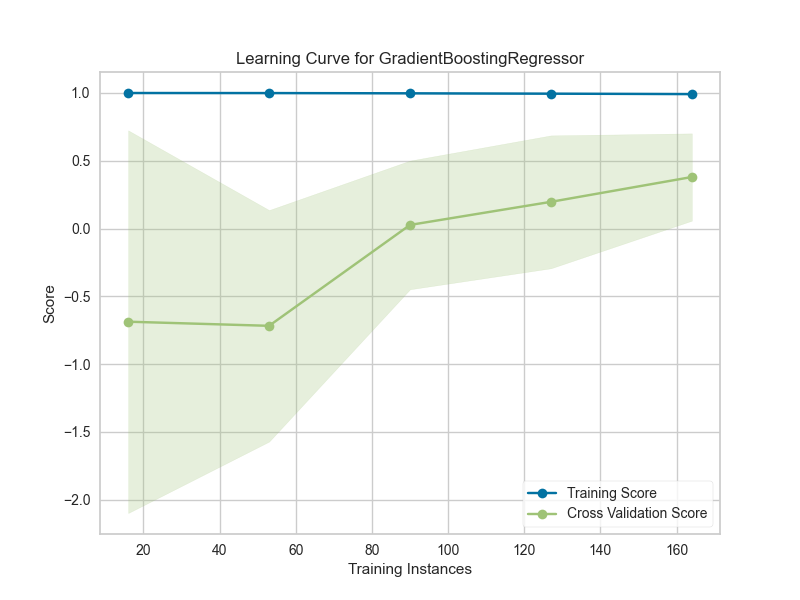 Learning Curve for GradientBoostingRegressor
1.0
0.5
0.0
−0.5
−1.0
−1.5
−2.0
Score
Training Score
Cross Validation Score
20 40 60 80 100 120 140 160
Training Instances